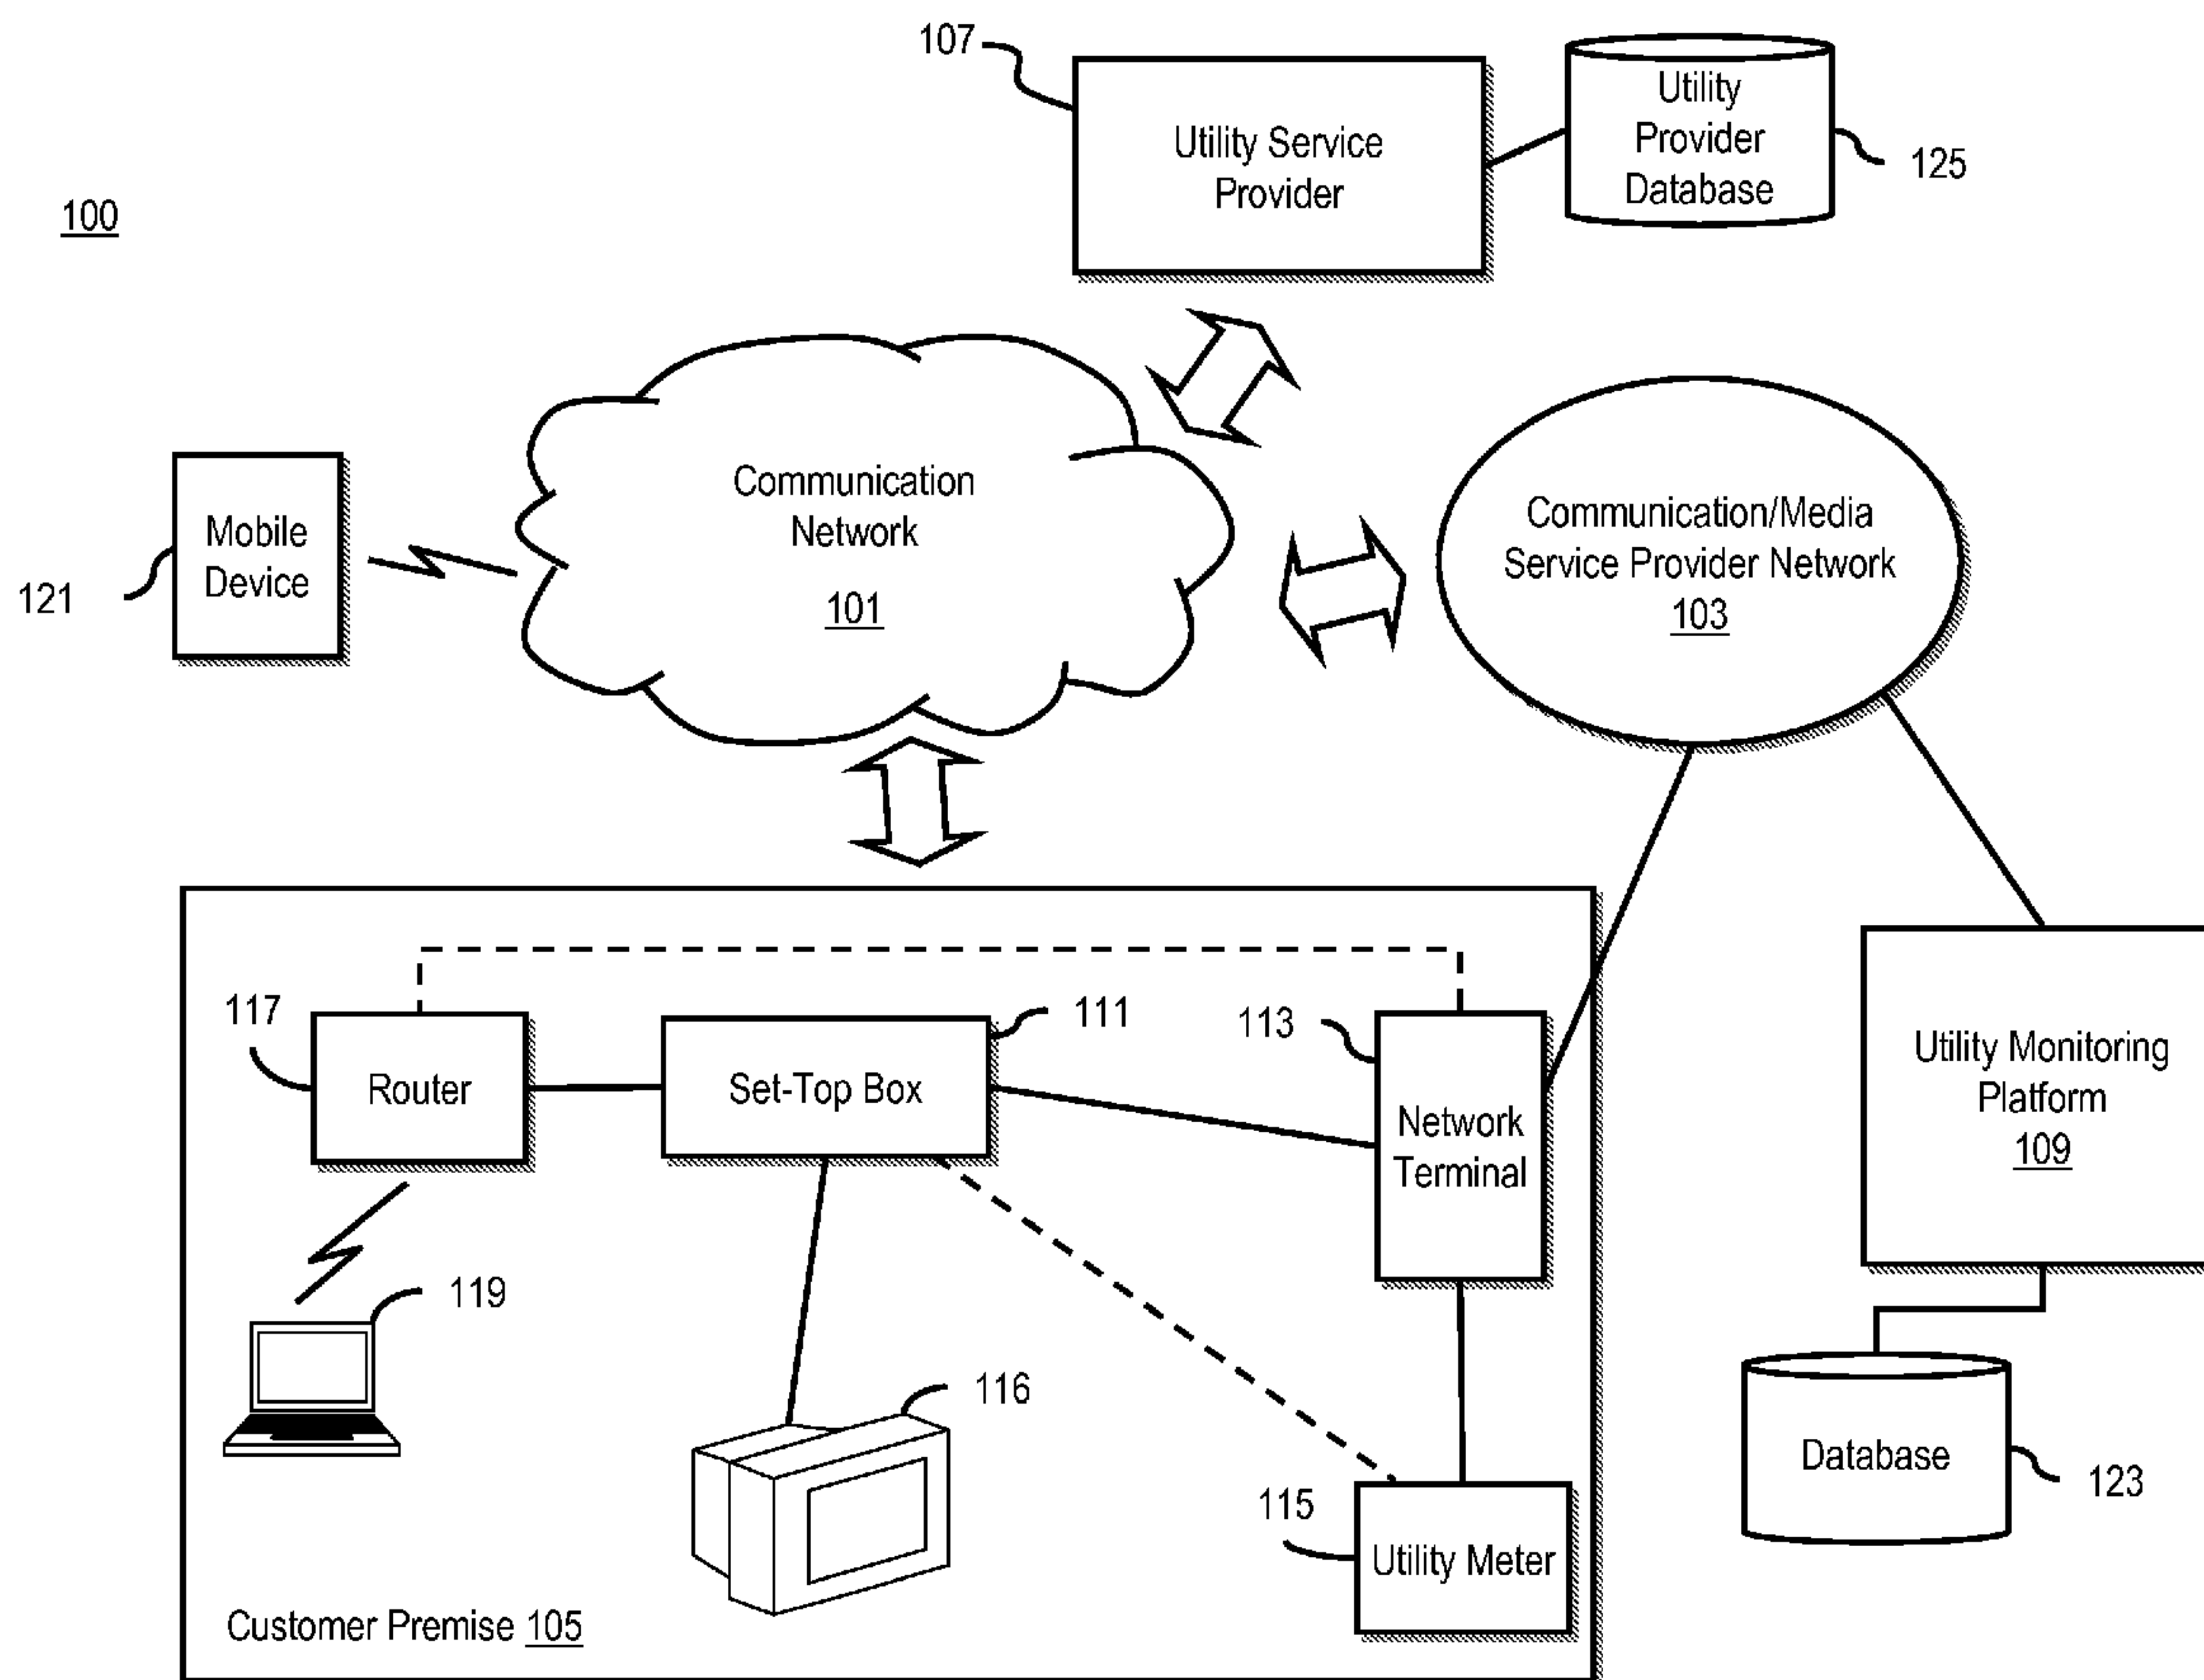 107
Utility Service
Provider
Utility
Provider
Database
125
100
Communication
Network
101
Mobile
Device
121
Communication/Media
Service Provider Network
103
117
Router
111
Set-Top Box
113
Network
Terminal
Utility Monitoring
Platform
109
119
116
115
Utility Meter
Database
123
Customer Premise 105